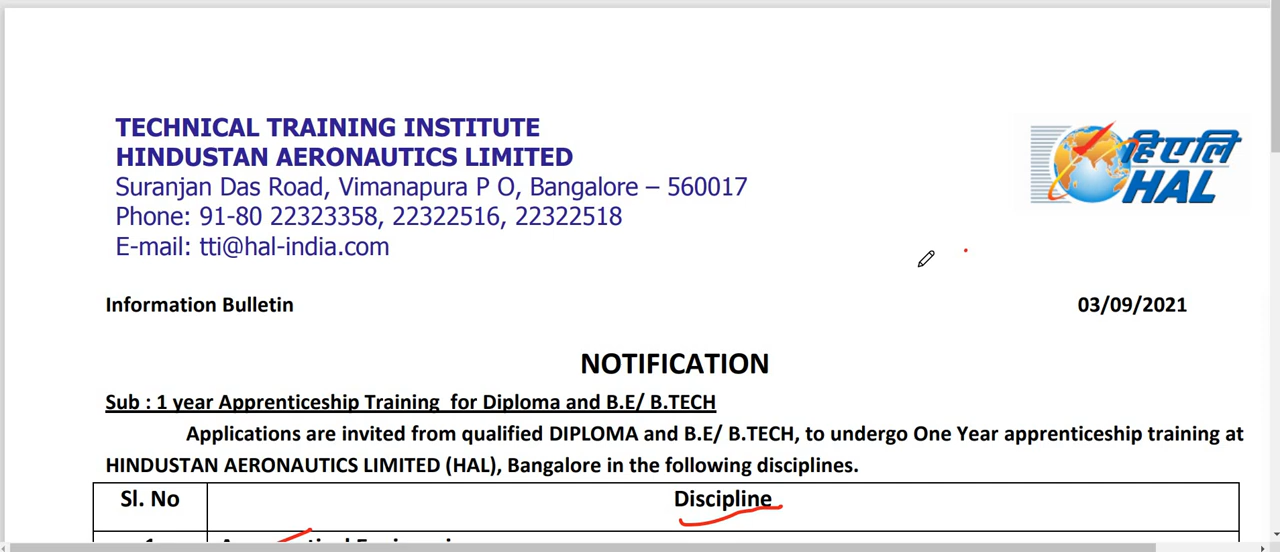 TECHNICAL TRAINING INSTITUTE
HINDUSTAN AERONAUTICS LIMITED
Suranjan Das Road, Vimanapura P O, Bangalore – 560017
Phone: 91-80 22323358, 22322516, 22322518
E-mail: tti@hal-india.com
हिएलि
HAL
Information Bulletin 03/09/2021
NOTIFICATION
Sub : 1 year Apprenticeship Training for Diploma and B.E/ B.TECH
Applications are invited from qualified DIPLOMA and B.E/ B.TECH, to undergo One Year apprenticeship training at
HINDUSTAN AERONAUTICS LIMITED (HAL), Bangalore in the following disciplines.
Sl. No Discipline